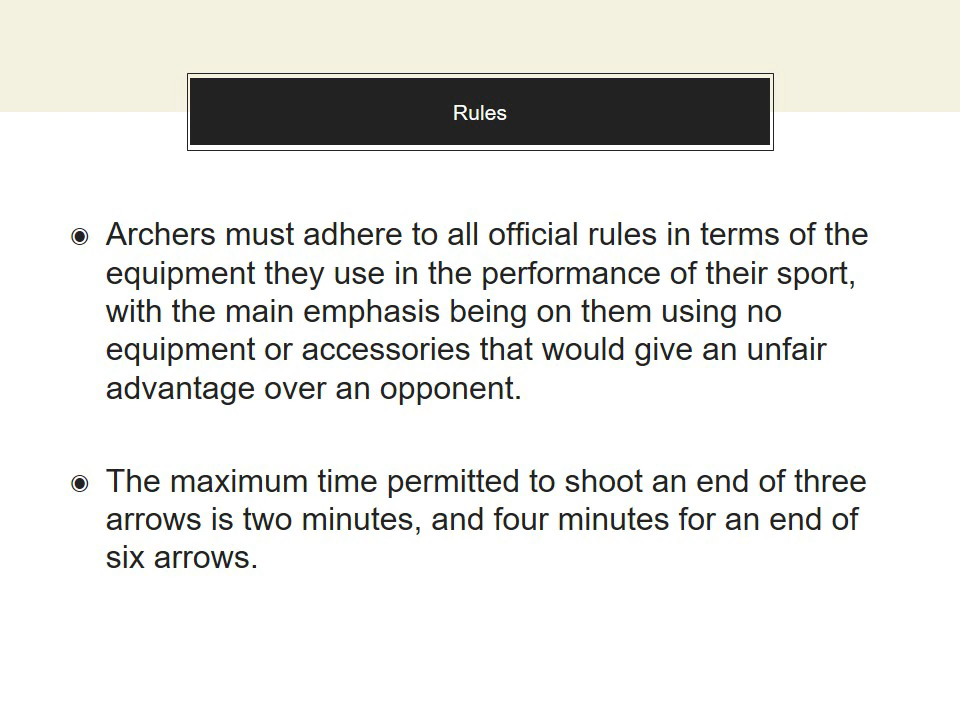 Rules
Archers must adhere to all official rules in terms of the
equipment they use in the performance of their sport,
with the main emphasis being on them using no
equipment or accessories that would give an unfair
advantage over an opponent.
The maximum time permitted to shoot an end of three
arrows is two minutes, and four minutes for an end of
six arrows.